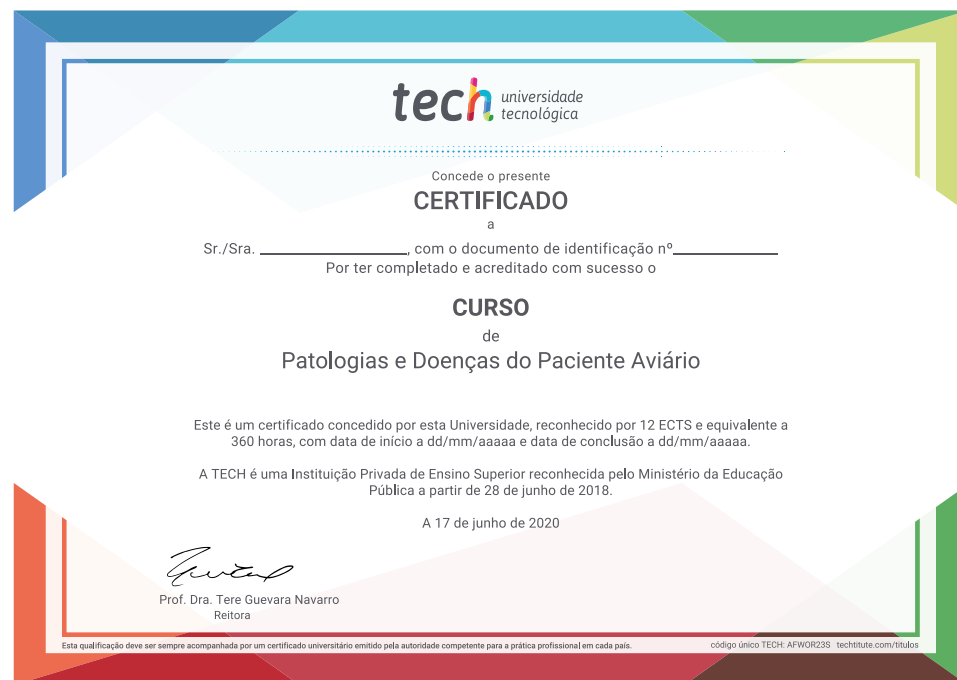 tech universidade
tecnológica
Concede o presente
CERTIFICADO
a
Sr./Sra. , com o documento de identificação nº
Por ter completado e acreditado com sucesso o
CURSO
de
Patologias e Doenças do Paciente Aviário
Este é um certificado concedido por esta Universidade, reconhecido por 12 ECTS e equivalente a
360 horas, com data de início a dd/mm/aaaaa e data de conclusão a dd/mm/aaaaa.
A TECH é uma Instituição Privada de Ensino Superior reconhecida pelo Ministério da Educação
Pública a partir de 28 de junho de 2018.
A 17 de junho de 2020
Prof. Dra. Tere Guevara Navarro
Reitora
Esta qualificação deve ser sempre acompanhada por um certificado universitário emitido pela autoridade competente para a prática profissional em cada país.
código único TECH: AFWOR23S techtitute.com/titulos